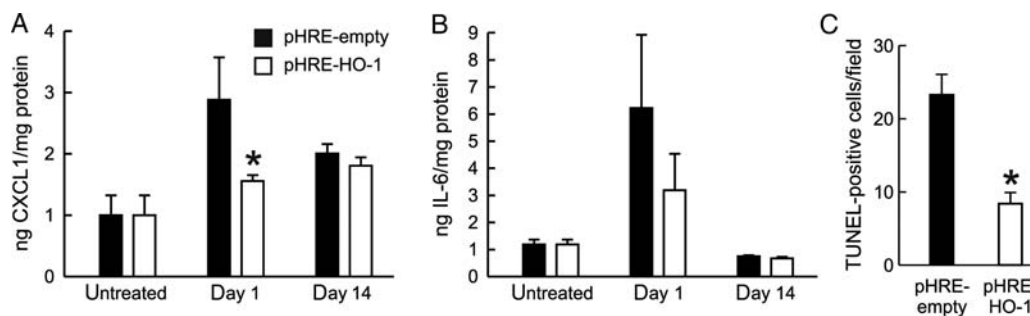 A
ng CXCL1/mg protein
4
3
2
1
0
pHRE-empty
pHRE-HO-1
*
Untreated Day 1 Day 14
B
ng IL-6/mg protein
9
8
7
6
5
4
3
2
1
0
Untreated Day 1 Day 14
C
TUNEL-positive cells/field
30
20
10
0
*
pHRE-
empty
pHRE
HO-1